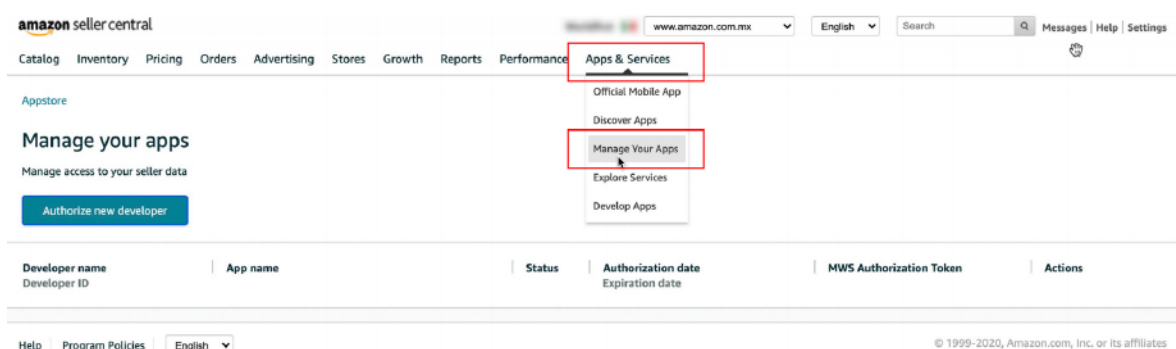 amazon seller central
www.amazon.com.mx
English
Search
Messages | Help | Settings
Catalog Inventory Pricing Orders Advertising Stores Growth Reports Performance Apps & Services
Official Mobile App
Discover Apps
Manage Your Apps
Explore Services
Develop Apps
Appstore
Manage your apps
Manage access to your seller data
Authorize new developer
Developer name App name Status Authorization date MWS Authorization Token Actions
Developer ID Expiration date
Help Program Policies English © 1999-2020, Amazon.com, Inc. or its affiliates